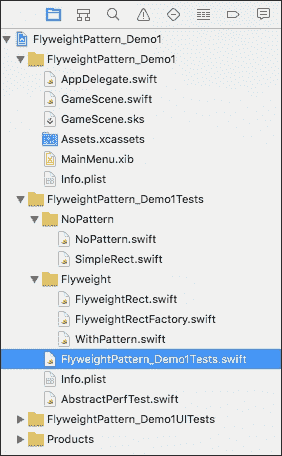 FlyweightPattern_Demo1
FlyweightPattern_Demo1
AppDelegate.swift
GameScene.swift
GameScene.sks
Assets.xcassets
MainMenu.xib
Info.plist
FlyweightPattern_Demo1Tests
NoPattern
NoPattern.swift
SimpleRect.swift
Flyweight
FlyweightRect.swift
FlyweightRectFactory.swift
WithPattern.swift
FlyweightPattern_Demo1Tests.swift
Info.plist
AbstractPerfTest.swift
FlyweightPattern_Demo1UITests
Products